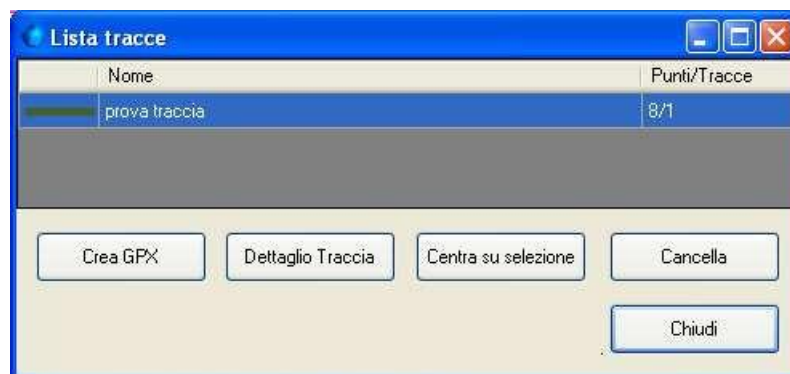 Lista tracce
Nome Punti/Tracce
prova traccia 8/1
Crea GPX Dettaglio Traccia Centra su selezione Cancella
Chiudi